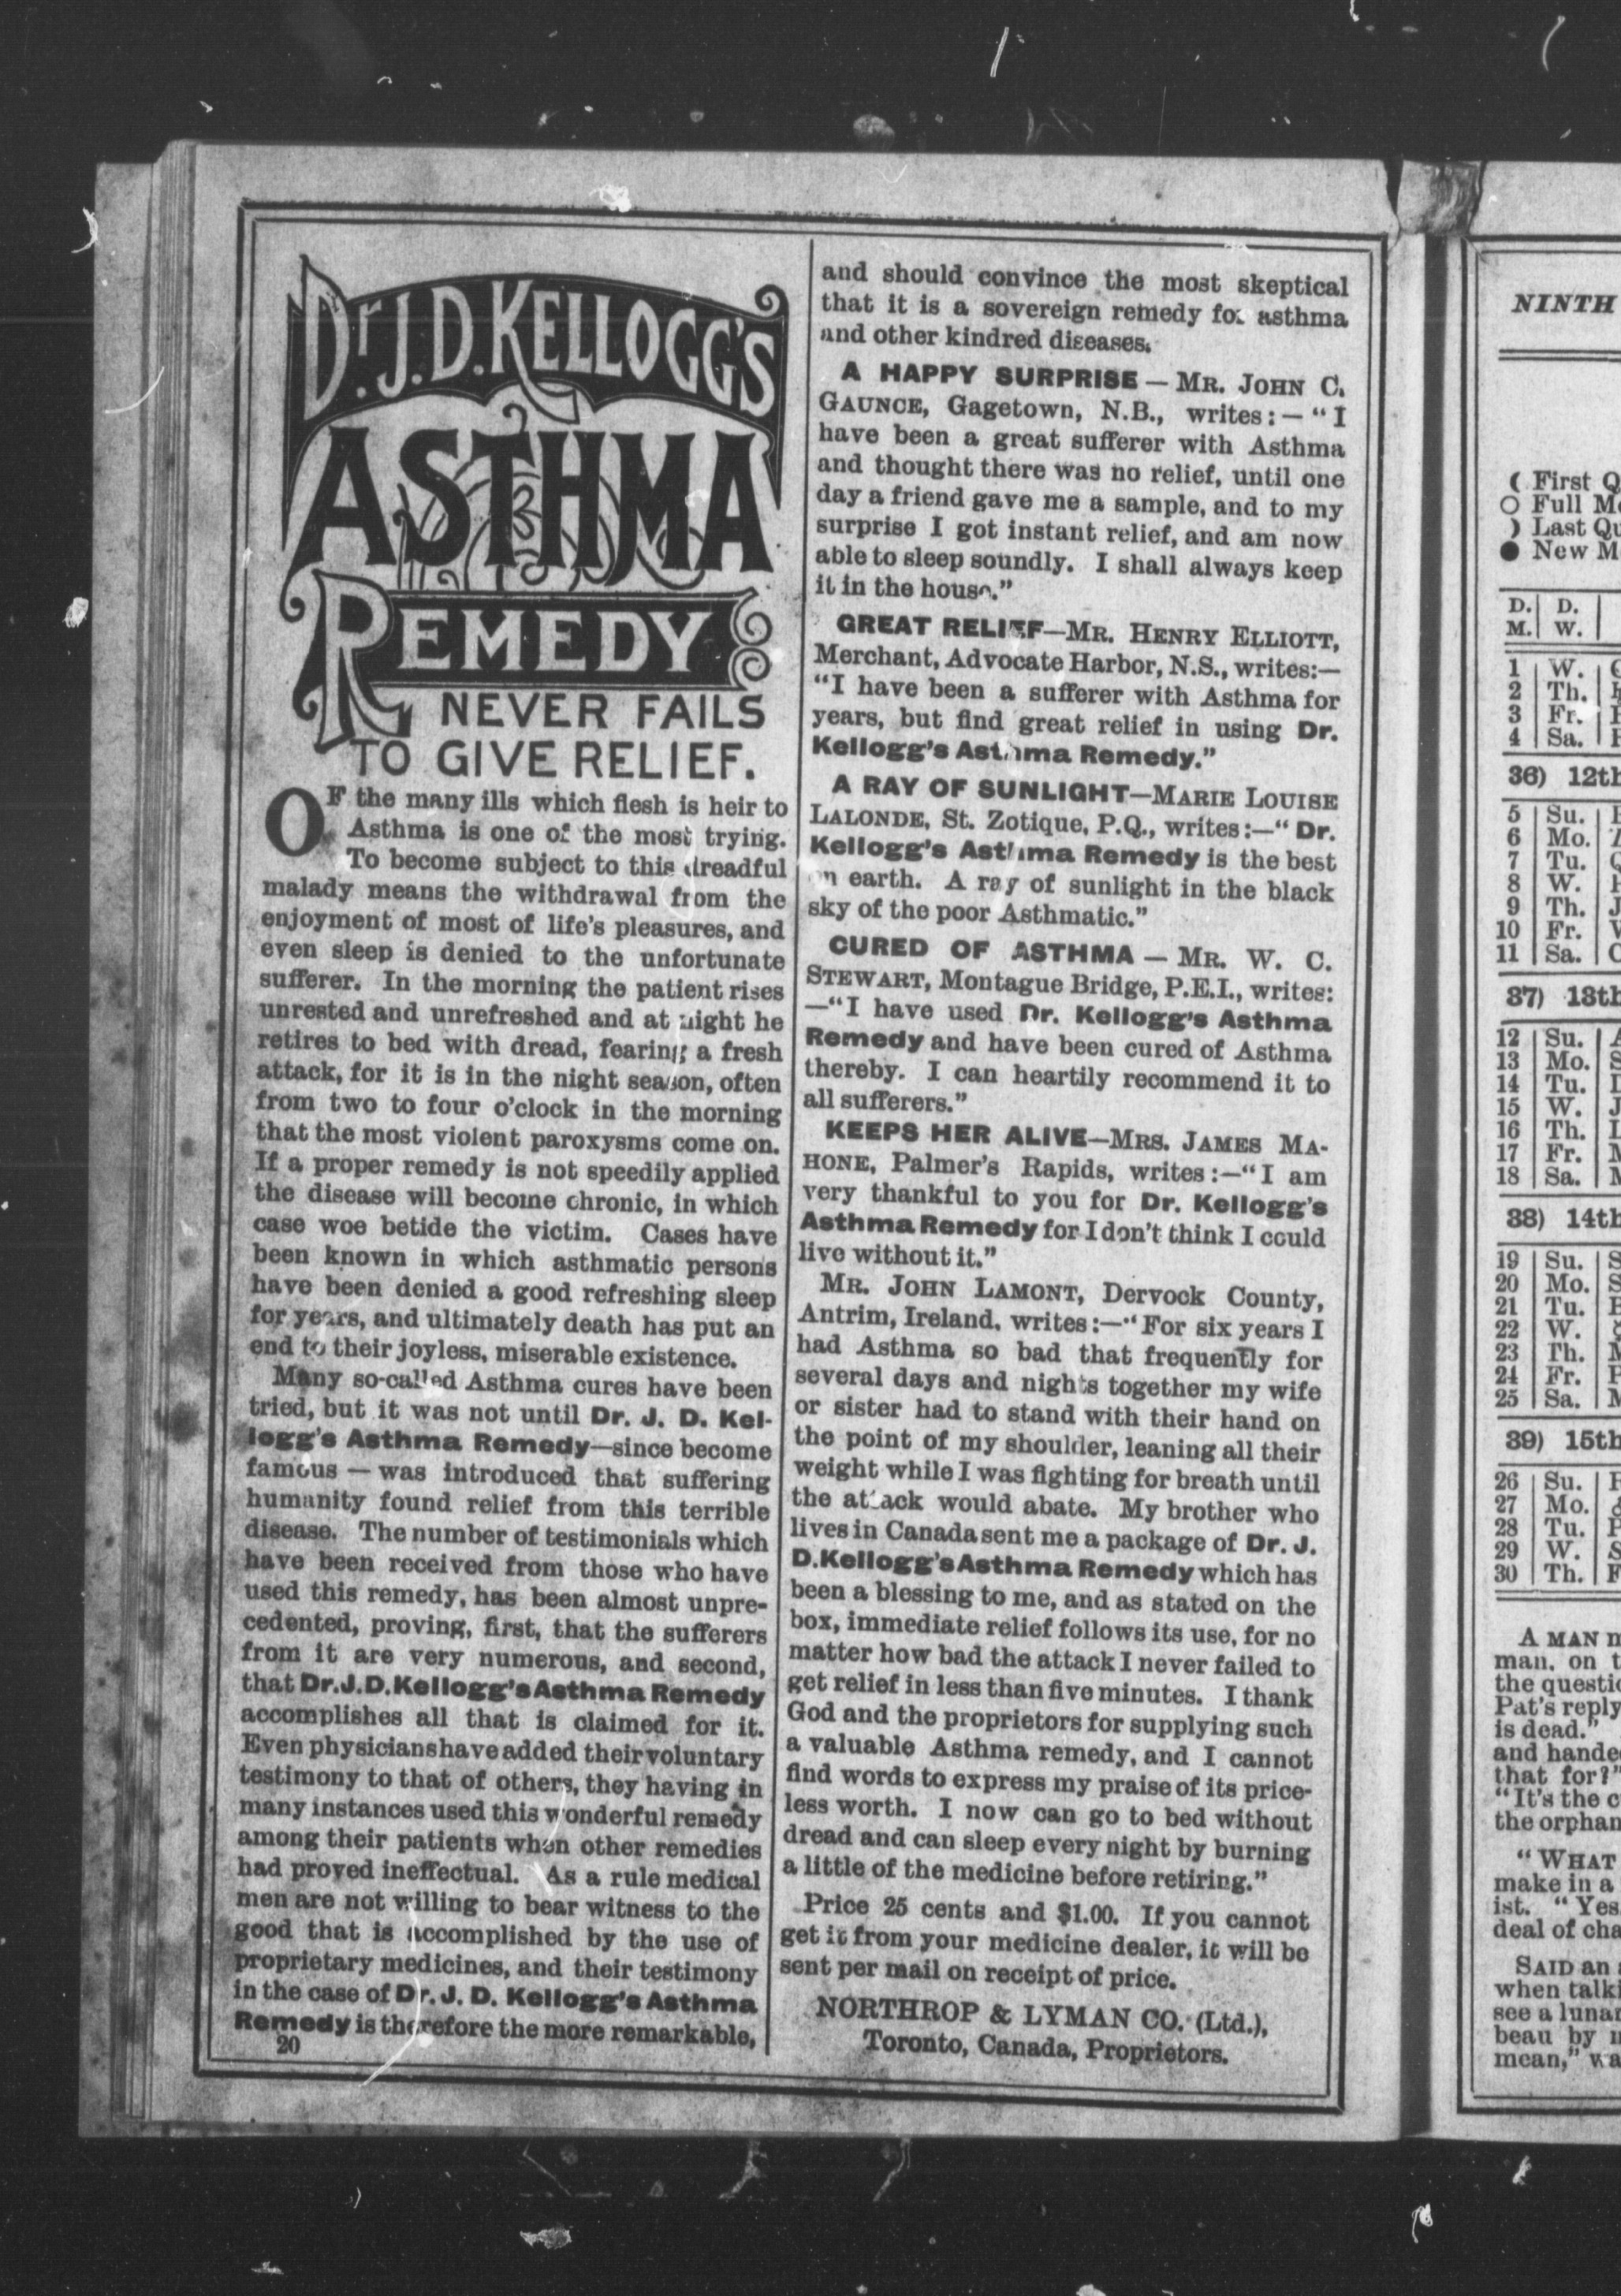 Dr. J. D. KELLOGG'S
ASTHMA
REMEDY
NEVER FAILS
TO GIVE RELIEF.
OF the many ills which flesh is heir to
Asthma is one of the most trying.
To become subject to this dreadful
malady means the withdrawal from the
enjoyment of most of life's pleasures, and
even sleep is denied to the unfortunate
sufferer. In the morning the patient rises
unrested and unrefreshed and at night he
retires to bed with dread, fearing a fresh
attack, for it is in the night season, often
from two to four o'clock in the morning
that the most violent paroxysms come on.
If a proper remedy is not speedily applied
the disease will become chronic, in which
case woe betide the victim. Cases have
been known in which asthmatic persons
have been denied a good refreshing sleep
for years, and ultimately death has put an
end to their joyless, miserable existence.
Many so-called Asthma cures have been
tried, but it was not until Dr. J. D. Kel-
logg's Asthma Remedy—since become
famous — was introduced that suffering
humanity found relief from this terrible
disease. The number of testimonials which
have been received from those who have
used this remedy, has been almost unpre-
cedented, proving, first, that the sufferers
from it are very numerous, and second,
that Dr. J. D. Kellogg's Asthma Remedy
accomplishes all that is claimed for it.
Even physicians have added their voluntary
testimony to that of others, they having in
many instances used this wonderful remedy
among their patients when other remedies
had proved ineffectual. As a rule medical
men are not willing to bear witness to the
good that is accomplished by the use of
proprietary medicines, and their testimony
in the case of Dr. J. D. Kellogg's Asthma
Remedy is therefore the more remarkable,
20
and should convince the most skeptical
that it is a sovereign remedy for asthma
and other kindred diseases.
A HAPPY SURPRISE — MR. JOHN C.
GAUNCE, Gagetown, N.B., writes: — "I
have been a great sufferer with Asthma
and thought there was no relief, until one
day a friend gave me a sample, and to my
surprise I got instant relief, and am now
able to sleep soundly. I shall always keep
it in the house."
GREAT RELIEF—MR. HENRY ELLIOTT,
Merchant, Advocate Harbor, N.S., writes:—
"I have been a sufferer with Asthma for
years, but find great relief in using Dr.
Kellogg's Asthma Remedy."
A RAY OF SUNLIGHT—MARIE LOUISE
LALONDE, St. Zotique, P.Q., writes:—"Dr.
Kellogg's Asthma Remedy is the best
on earth. A ray of sunlight in the black
sky of the poor Asthmatic."
CURED OF ASTHMA — MR. W. C.
STEWART, Montague Bridge, P.E.I., writes:
—"I have used Dr. Kellogg's Asthma
Remedy and have been cured of Asthma
thereby. I can heartily recommend it to
all sufferers."
KEEPS HER ALIVE—MRS. JAMES MA-
HONE, Palmer's Rapids, writes:—"I am
very thankful to you for Dr. Kellogg's
Asthma Remedy for I don't think I could
live without it."
MR. JOHN LAMONT, Dervock County,
Antrim, Ireland, writes:—"For six years I
had Asthma so bad that frequently for
several days and nights together my wife
or sister had to stand with their hand on
the point of my shoulder, leaning all their
weight while I was fighting for breath until
the attack would abate. My brother who
lives in Canada sent me a package of Dr. J.
D. Kellogg's Asthma Remedy which has
been a blessing to me, and as stated on the
box, immediate relief follows its use, for no
matter how bad the attack I never failed to
get relief in less than five minutes. I thank
God and the proprietors for supplying such
a valuable Asthma remedy, and I cannot
find words to express my praise of its price-
less worth. I now can go to bed without
dread and can sleep every night by burning
a little of the medicine before retiring."
Price 25 cents and $1.00. If you cannot
get it from your medicine dealer, it will be
sent per mail on receipt of price.
NORTHROP & LYMAN CO. (Ltd.),
Toronto, Canada, Proprietors.
NINTH
( First
○ Full
) Last
● New
D. D.
M. W.
1 W.
2 Th.
3 Fr.
4 Sa.
36) 12th
5 Su.
6 Mo.
7 Tu.
8 W.
9 Th.
10 Fr.
11 Sa.
37) 13th
12 Su.
13 Mo.
14 Tu.
15 W.
16 Th.
17 Fr.
18 Sa.
38) 14th
19 Su.
20 Mo.
21 Tu.
22 W.
23 Th.
24 Fr.
25 Sa.
39) 15th
26 Su.
27 Mo.
28 Tu.
29 W.
30 Th.
A MAN
man, on
the
Pat's reply
is dead."
and
that for?"
"It's the
the
"WHAT
make in a
ist. "Yes
deal of
SAID an
when
see a
beau by
mean,"